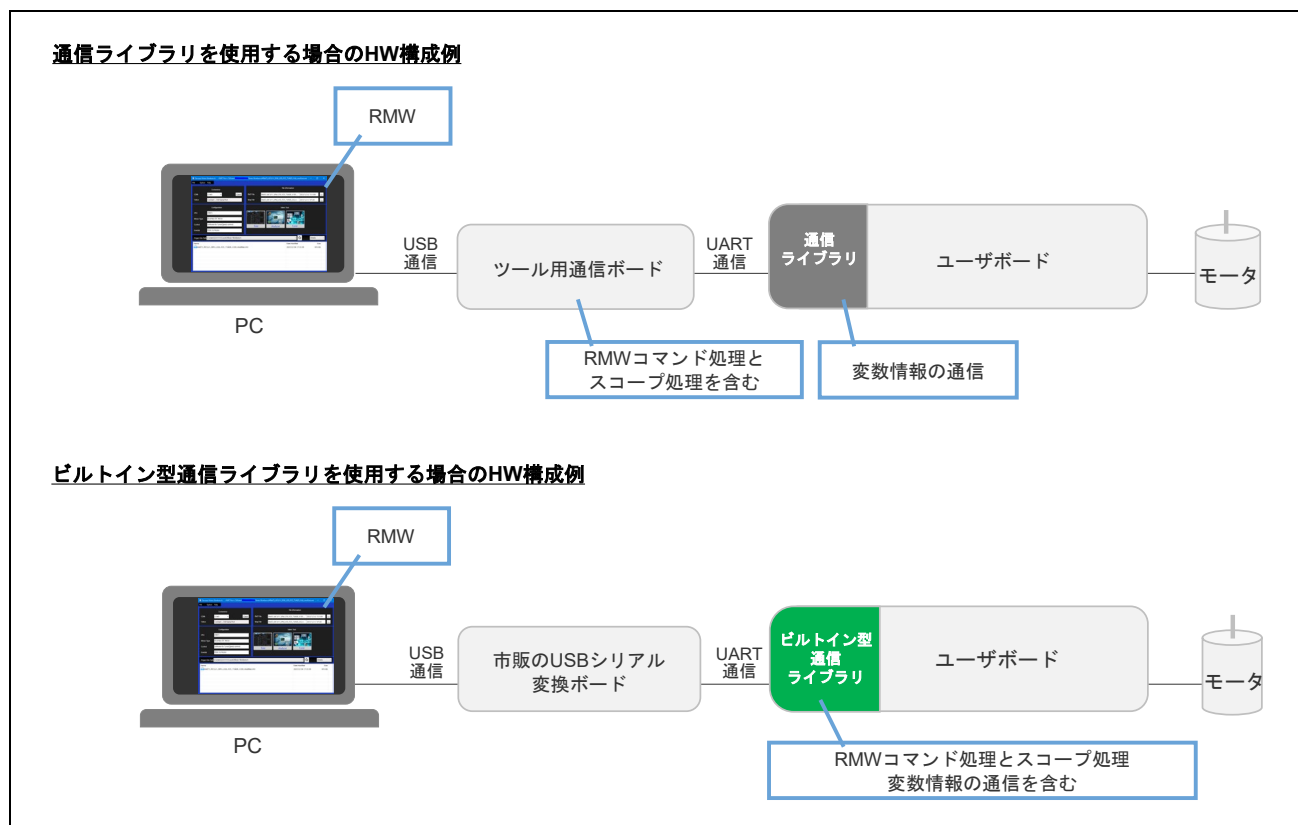 通信ライブラリを使用する場合のHW構成例
RMW
USB
通信
ツール用通信ボード
UART
通信
通信
ライブラリ
ユーザボード
モータ
PC
RMWコマンド処理と
スコープ処理を含む
変数情報の通信
ビルトイン型通信ライブラリを使用する場合のHW構成例
RMW
USB
通信
市販のUSBシリアル
変換ボード
UART
通信
ビルトイン型
通信
ライブラリ
ユーザボード
モータ
PC
RMWコマンド処理とスコープ処理
変数情報の通信を含む